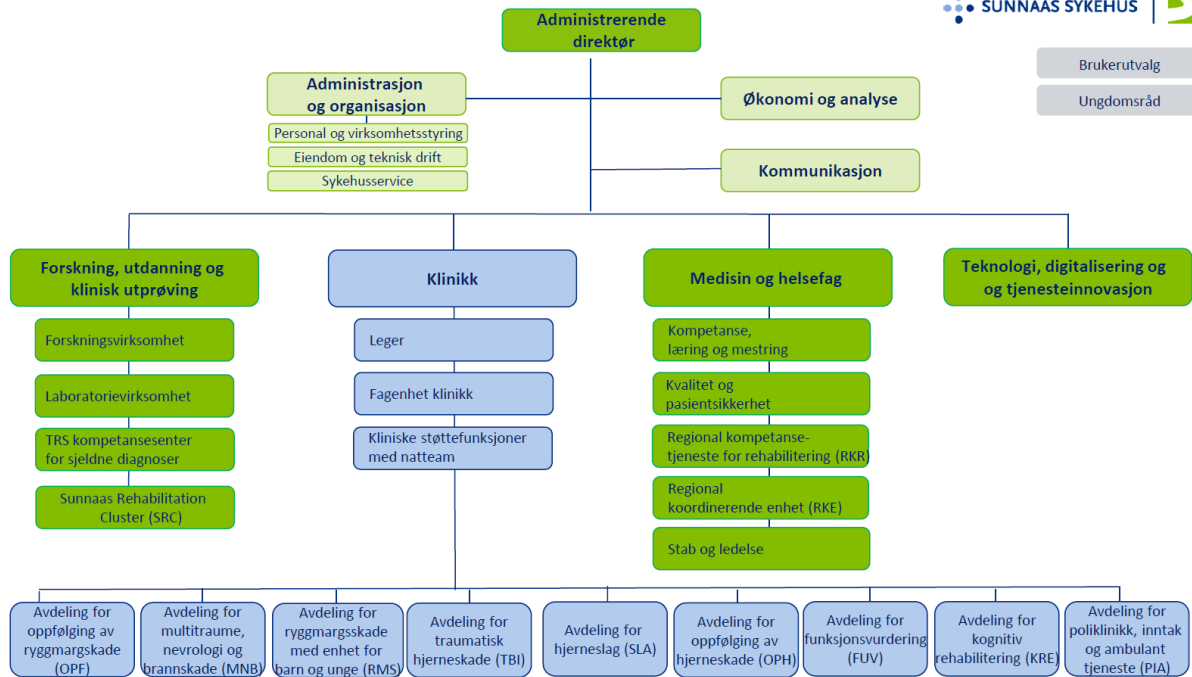 SUNNAAS SYKEHUS
Administrerende
direktør
Brukerutvalg
Ungdomsråd
Administrasjon
og organisasjon
Økonomi og analyse
Personal og virksomhetsstyring
Eiendom og teknisk drift
Sykehusservice
Kommunikasjon
Forskning, utdanning og
klinisk utprøving
Klinikk
Medisin og helsefag
Teknologi, digitalisering og
og tjenesteinnovasjon
Forskningsvirksomhet
Laboratorievirksomhet
TRS kompetansesenter
for sjeldne diagnoser
Sunnaas Rehabilitation
Cluster (SRC)
Leger
Fagenhet klinikk
Kliniske støttefunksjoner
med natteam
Kompetanse,
læring og mestring
Kvalitet og
pasientsikkerhet
Regional kompetanse-
tjeneste for rehabilitering (RKR)
Regional
koordinerende enhet (RKE)
Stab og ledelse
Avdeling for
oppfølging av
ryggmargskade
(OPF)
Avdeling for
multitraume,
nevrologi og
brannskade (MNB)
Avdeling for
ryggmargsskade
med enhet for
barn og unge (RMS)
Avdeling for
traumatisk
hjerneskade (TBI)
Avdeling for
hjerneslag (SLA)
Avdeling for
oppfølging av
hjerneskade (OPH)
Avdeling for
funksjonsvurdering
(FUV)
Avdeling for
kognitiv
rehabilitering (KRE)
Avdeling for
poliklinikk, inntak
og ambulant
tjeneste (PIA)